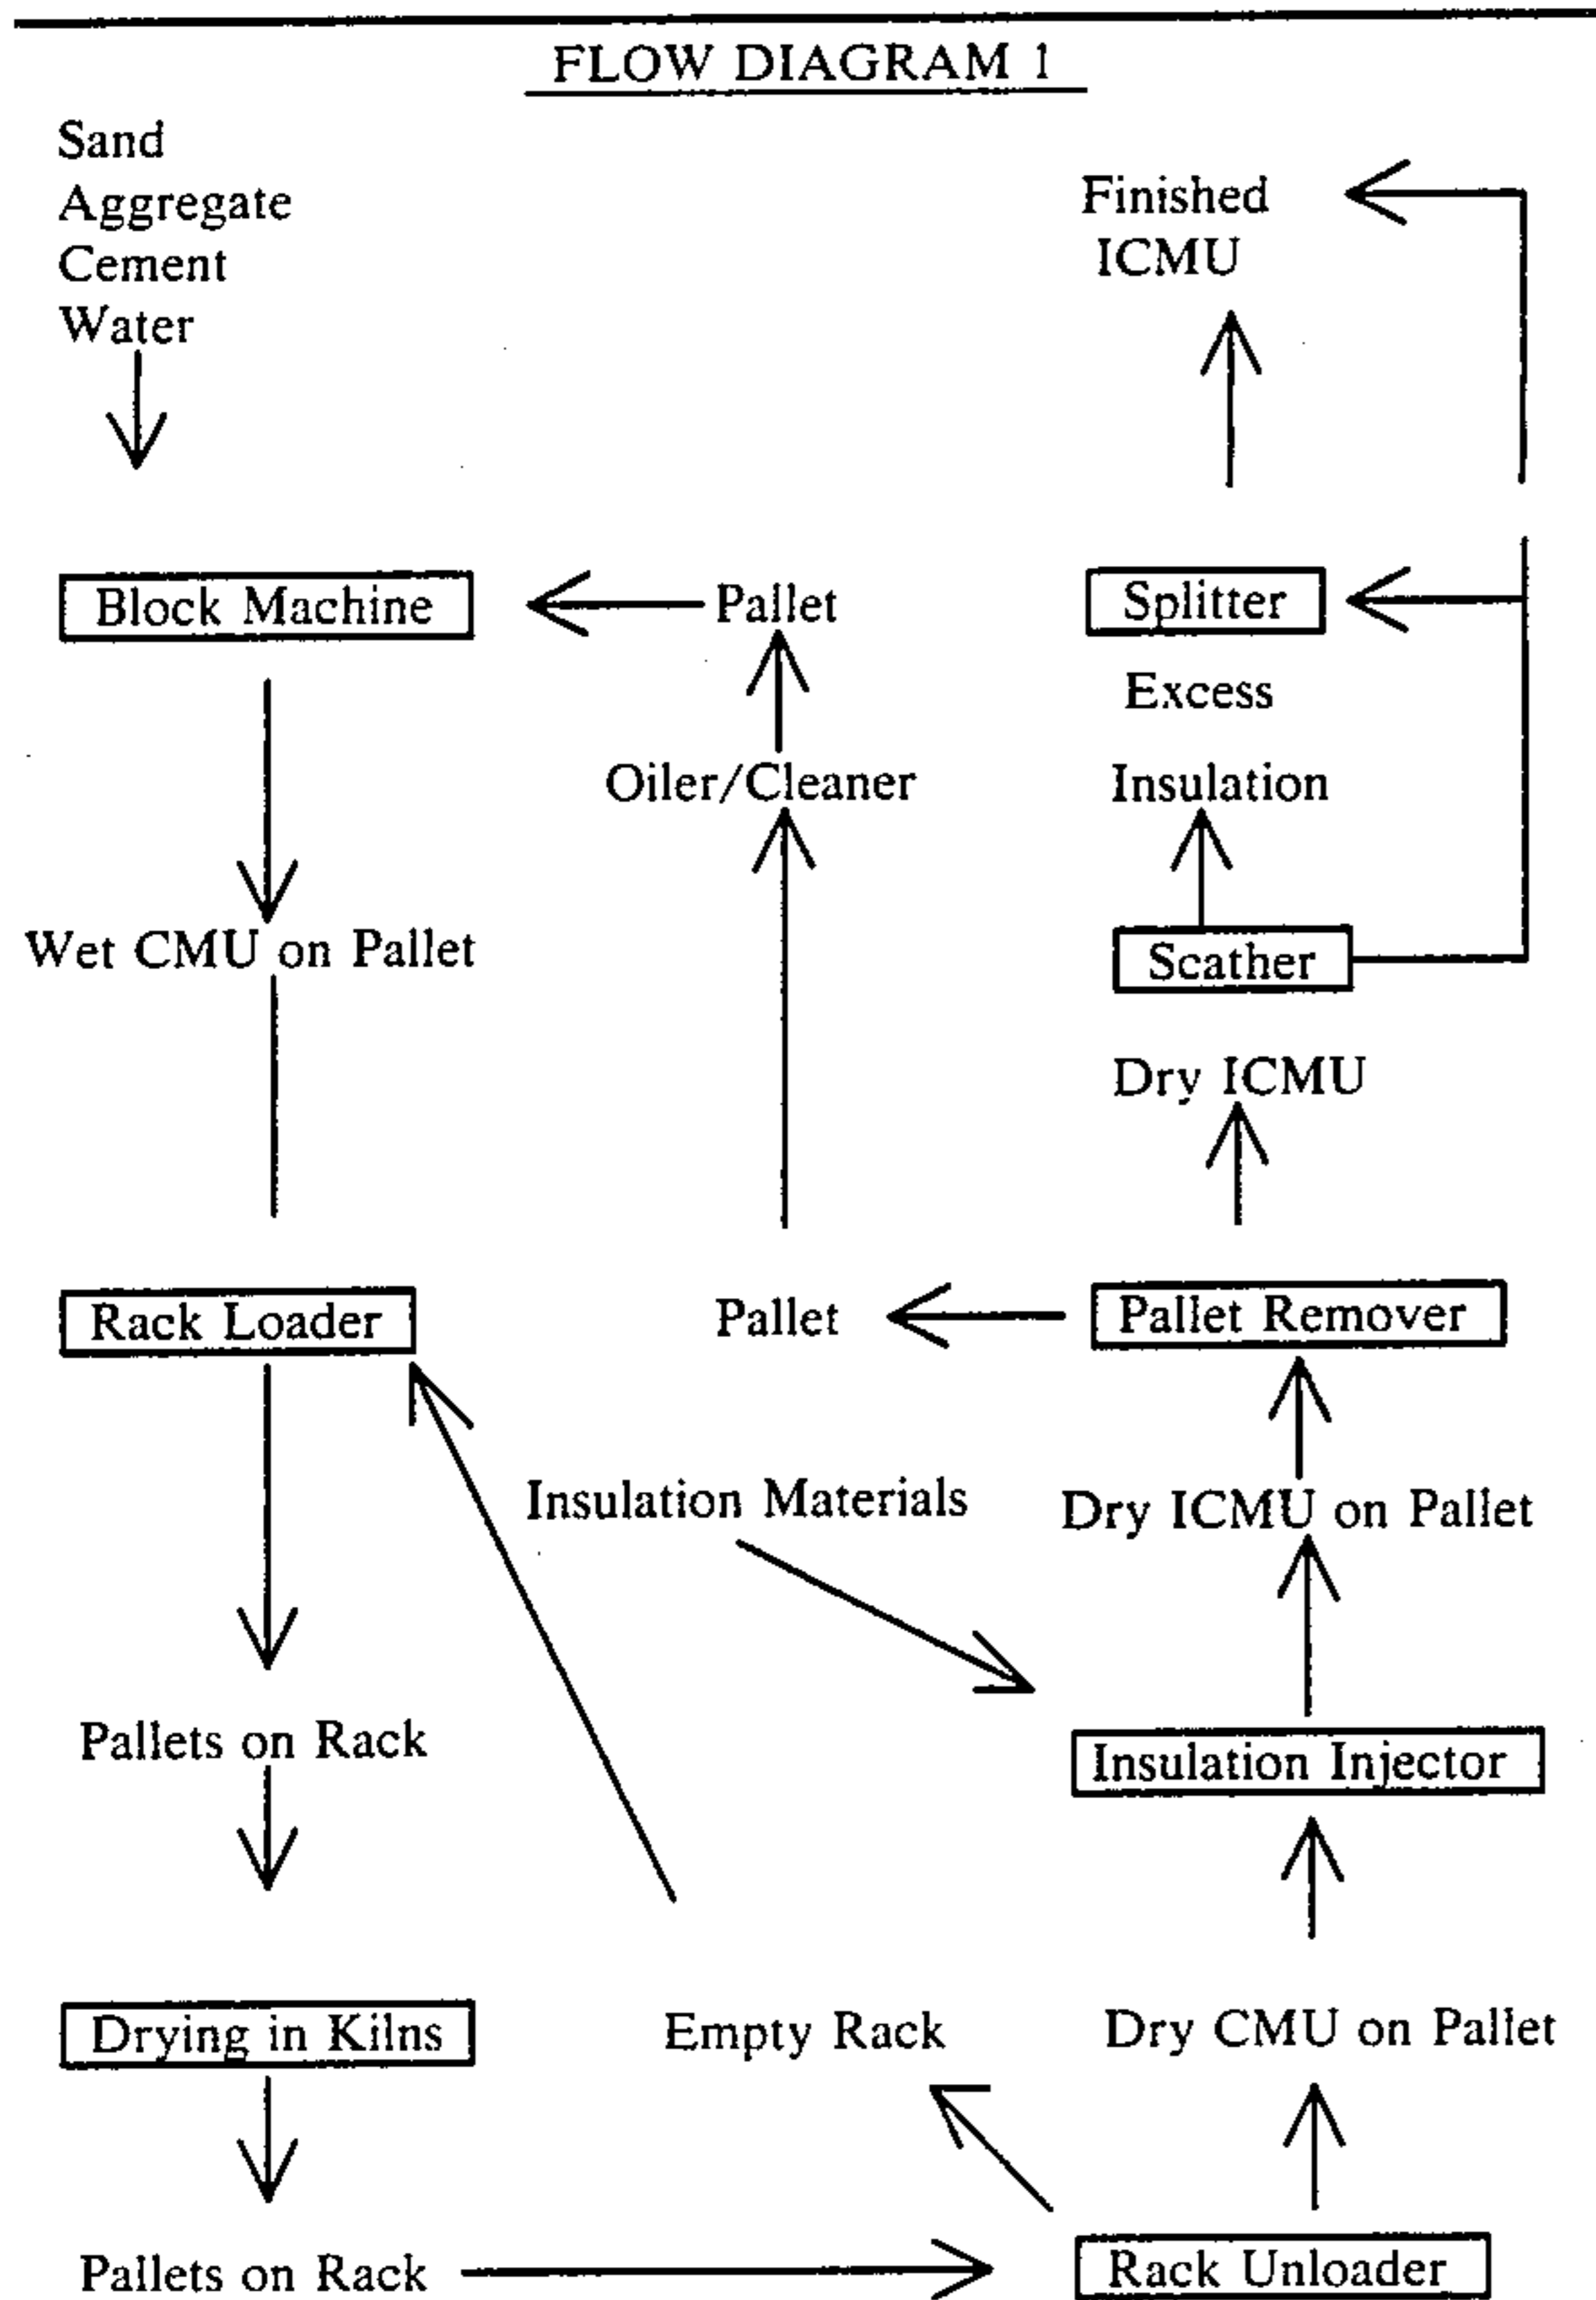 FLOW DIAGRAM 1
Sand
Aggregate
Cement
Water
Finished
ICMU
Block Machine
Pallet
Splitter
Excess
Oiler/Cleaner
Insulation
Wet CMU on Pallet
Scather
Dry ICMU
Rack Loader
Pallet
Pallet Remover
Insulation Materials
Dry ICMU on Pallet
Pallets on Rack
Insulation Injector
Drying in Kilns
Empty Rack
Dry CMU on Pallet
Pallets on Rack
Rack Unloader